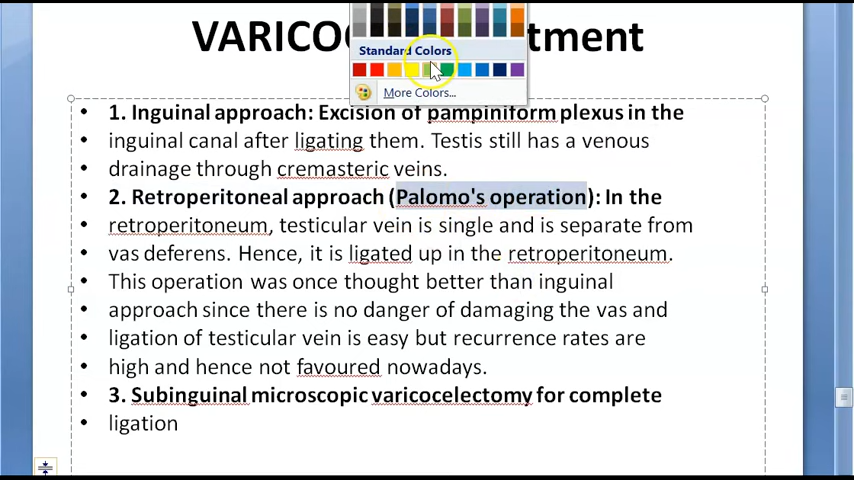 VARICOC tment
Standard Colors
More Colors...
• 1. Inguinal approach: Excision of pampiniform plexus in the
• inguinal canal after ligating them. Testis still has a venous
• drainage through cremasteric veins.
• 2. Retroperitoneal approach (Palomo's operation): In the
• retroperitoneum, testicular vein is single and is separate from
• vas deferens. Hence, it is ligated up in the retroperitoneum.
• This operation was once thought better than inguinal
• approach since there is no danger of damaging the vas and
• ligation of testicular vein is easy but recurrence rates are
• high and hence not favoured nowadays.
• 3. Subinguinal microscopic varicocelectomy for complete
• ligation